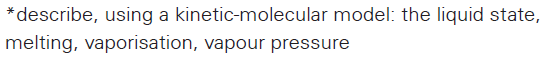 *describe, using a kinetic-molecular model: the liquid state,
melting, vaporisation, vapour pressure